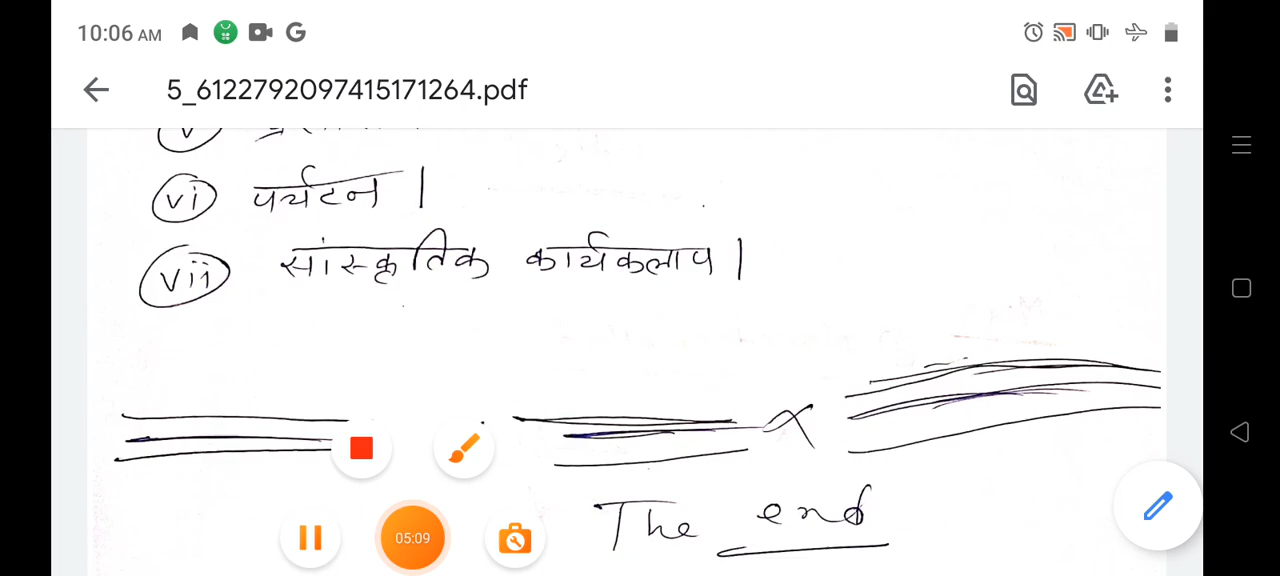 10:06 AM
5_6122792097415171264.pdf
v
vi पर्यटन |
vii सांस्कृतिक कार्यकलाप |
The end
05:09